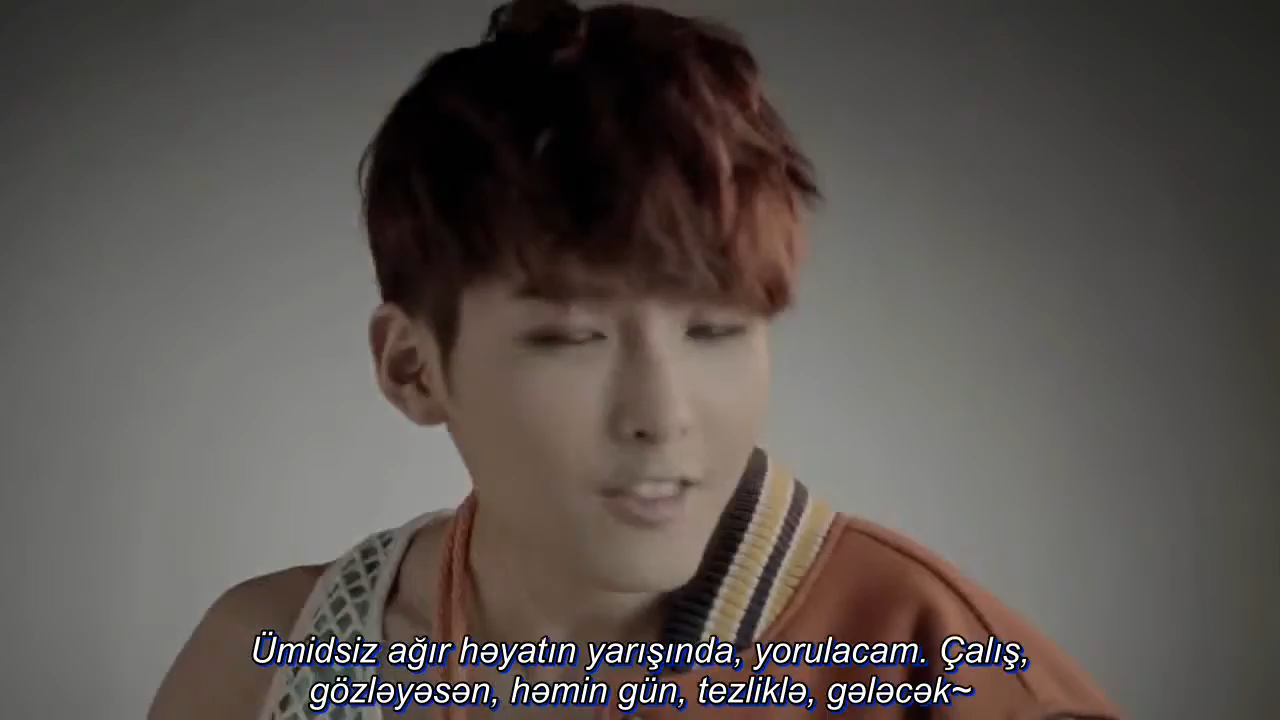 Ümidsiz ağır həyatın yarışında, yorulacam. Çalış,
gözləyəsən, həmin gün, tezliklə, gələcək~